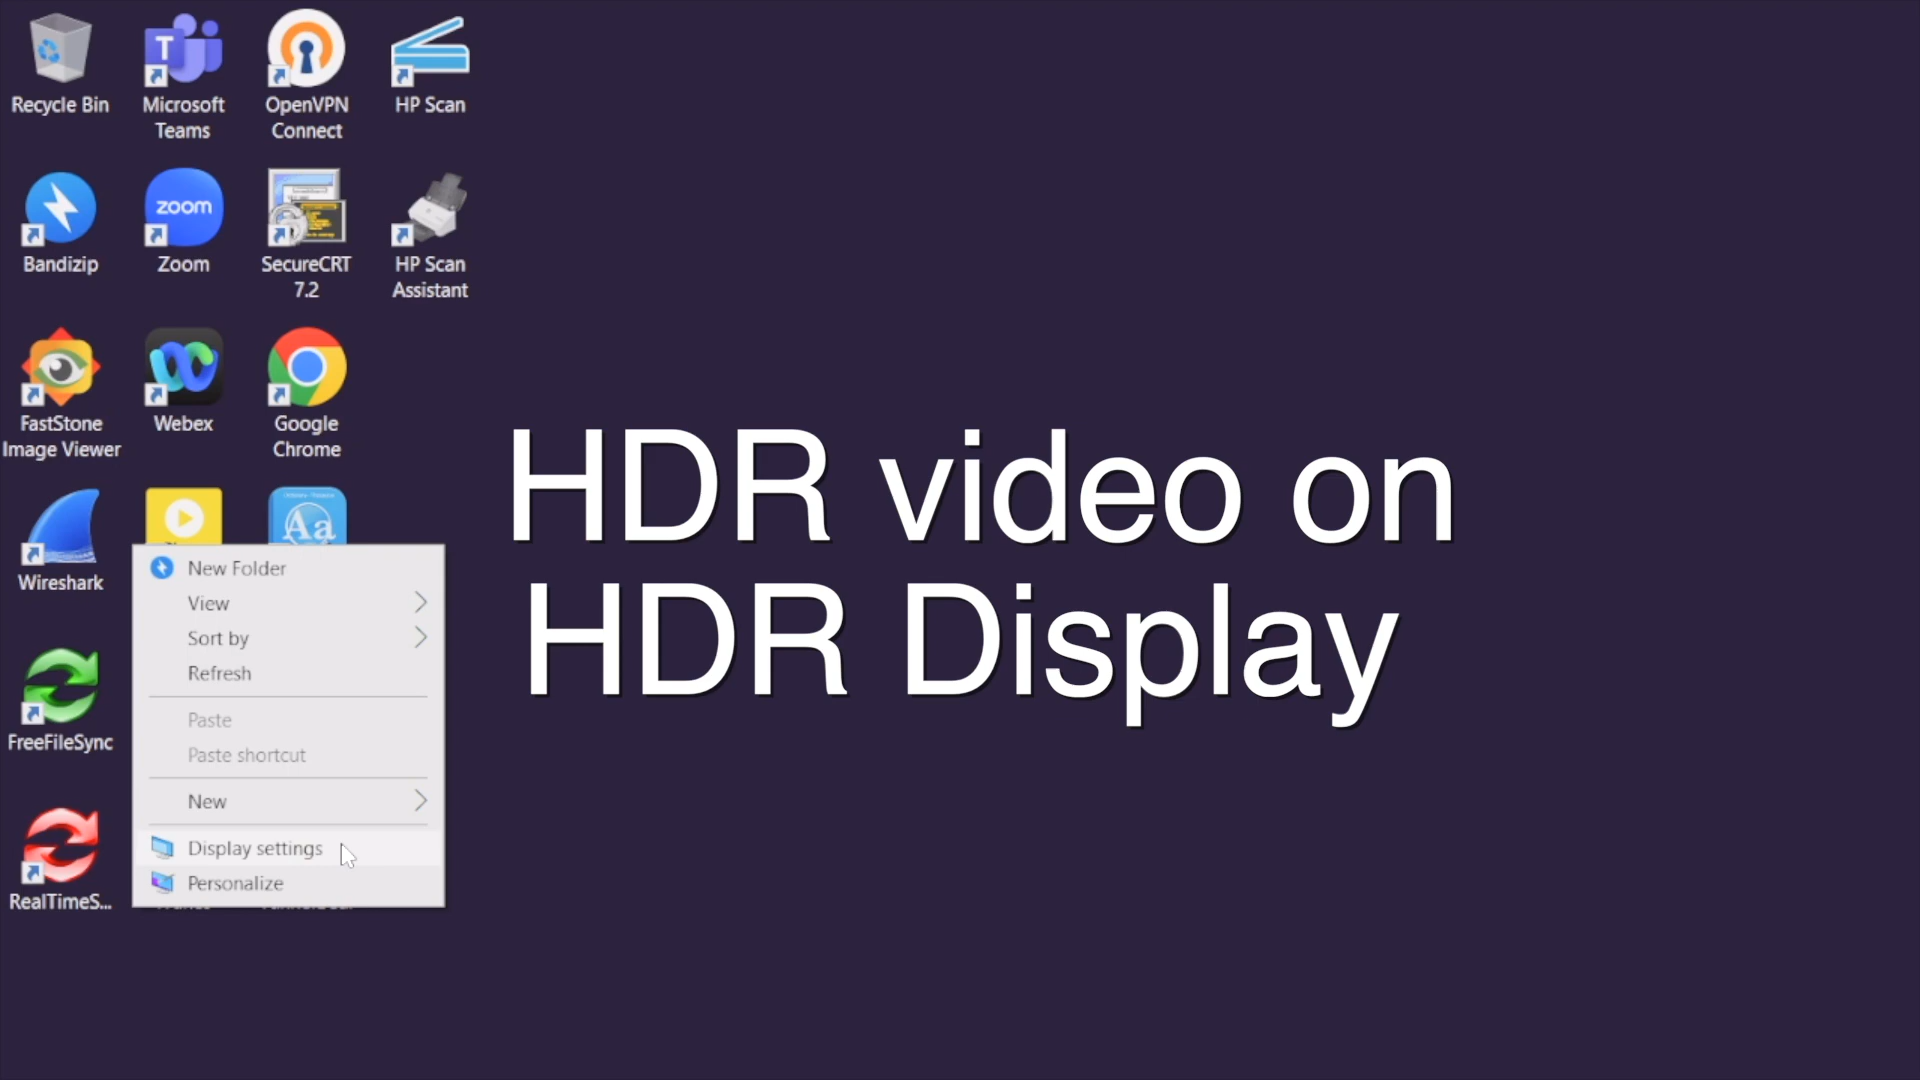 Recycle Bin
Microsoft
Teams
OpenVPN
Connect
HP Scan
Bandizip
zoom
Zoom
SecureCRT
7.2
HP Scan
Assistant
FastStone
Image Viewer
Webex
Google
Chrome
Wireshark
Aa
FreeFileSync
RealTimeS...
New Folder
View
Sort by
Refresh
Paste
Paste shortcut
New
Display settings
Personalize
HDR video on
HDR Display